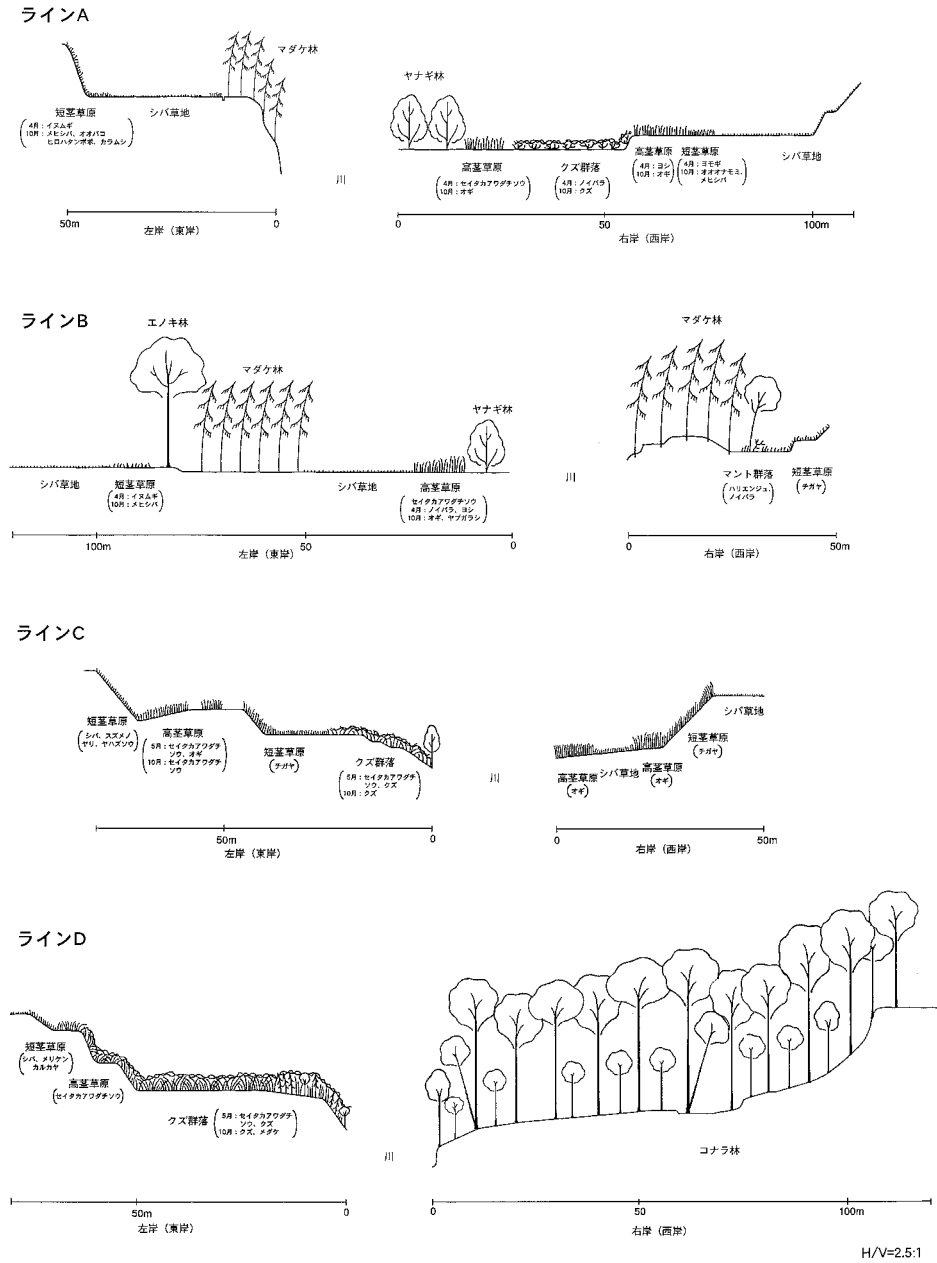 ラインA
マダケ林
短茎草原
4月：イヌムギ
10月：メヒシバ、オオバコ
ヒロハタンポポ、カラムシ
シバ草地
川
50m
0
左岸（東岸）
ヤナギ林
高茎草原
4月：セイタカアワダチソウ
10月：オギ
クズ群落
4月：ノイバラ
10月：クズ
高茎草原
4月：ヨシ
10月：オギ
短茎草原
4月：ヨモギ
10月：オオオナモミ、
メヒシバ
シバ草地
0
50
100m
右岸（西岸）
ラインB
エノキ林
マダケ林
ヤナギ林
シバ草地
短茎草原
4月：イヌムギ
10月：メヒシバ
シバ草地
高茎草原
セイタカアワダチソウ
4月：ノイバラ、ヨシ
10月：オギ、ヤブガラシ
川
100m
50
0
左岸（東岸）
マダケ林
マント群落
ハリエンジュ、
ノイバラ
短茎草原
（チガヤ）
0
50m
右岸（西岸）
ラインC
短茎草原
シバ、スズメノ
ヤリ、ヤハズソウ
高茎草原
5月：セイタカアワダチ
ソウ、オギ
10月：セイタカアワダチ
ソウ
短茎草原
（チガヤ）
クズ群落
5月：セイタカアワダチ
ソウ、クズ
10月：クズ
川
50m
0
左岸（東岸）
高茎草原
（オギ）
シバ草地
高茎草原
（オギ）
短茎草原
（チガヤ）
シバ草地
0
50m
右岸（西岸）
ラインD
短茎草原
シバ、メリケン
カルカヤ
高茎草原
（セイタカアワダチソウ）
クズ群落
5月：セイタカアワダチ
ソウ、クズ
10月：クズ、メダケ
川
50m
0
左岸（東岸）
コナラ林
0
50
100m
右岸（西岸）
H/V=2.5:1